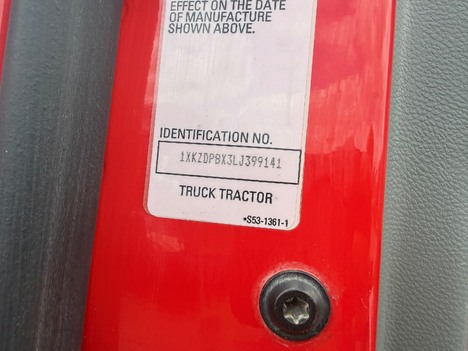 EFFECT ON THE DATE
OF MANUFACTURE
SHOWN ABOVE.
IDENTIFICATION NO.
1XKZDP8X3LJ399141
TRUCK TRACTOR
*S53-1361-1